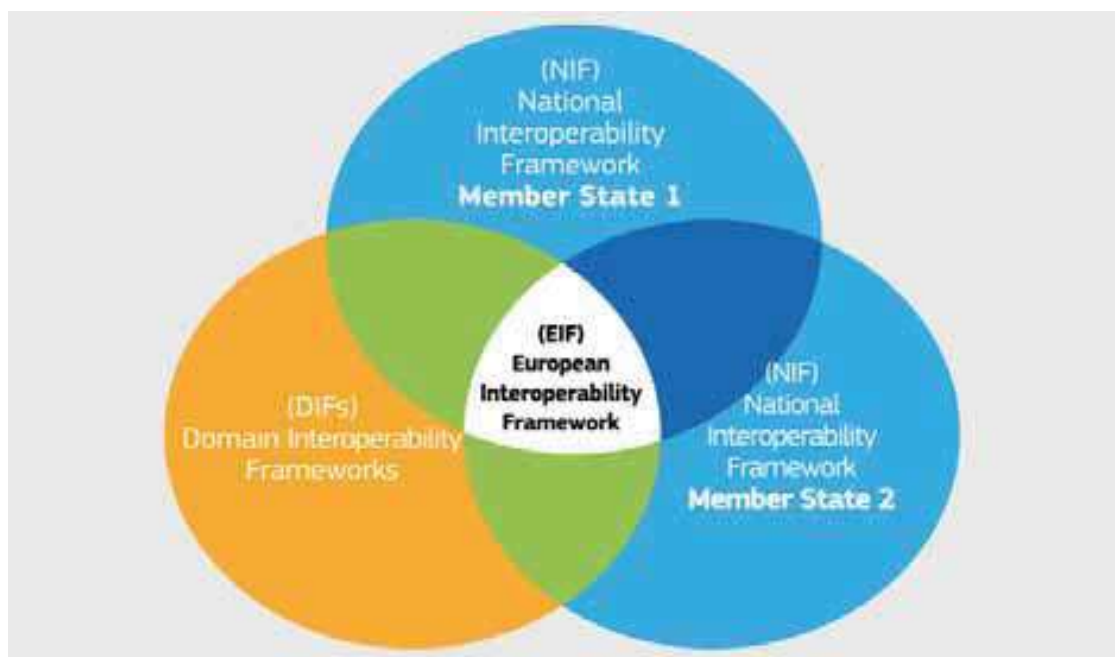 (NIF)
National
Interoperability
Framework
Member State 1
(EIF)
European
Interoperability
Framework
(DIFs)
Domain Interoperability
Frameworks
(NIF)
National
Interoperability
Framework
Member State 2